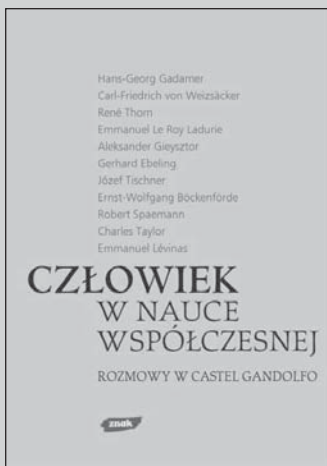 Hans-Georg Gadamer
Carl-Friedrich von Weizsäcker
René Thom
Emmanuel Le Roy Ladurie
Aleksander Gieysztor
Gerhard Ebeling
Józef Tischner
Ernst-Wolfgang Böckenförde
Robert Spaemann
Charles Taylor
Emmanuel Lévinas
CZŁOWIEK
W NAUCE
WSPÓŁCZESNEJ
ROZMOWY W CASTEL GANDOLFO
znak